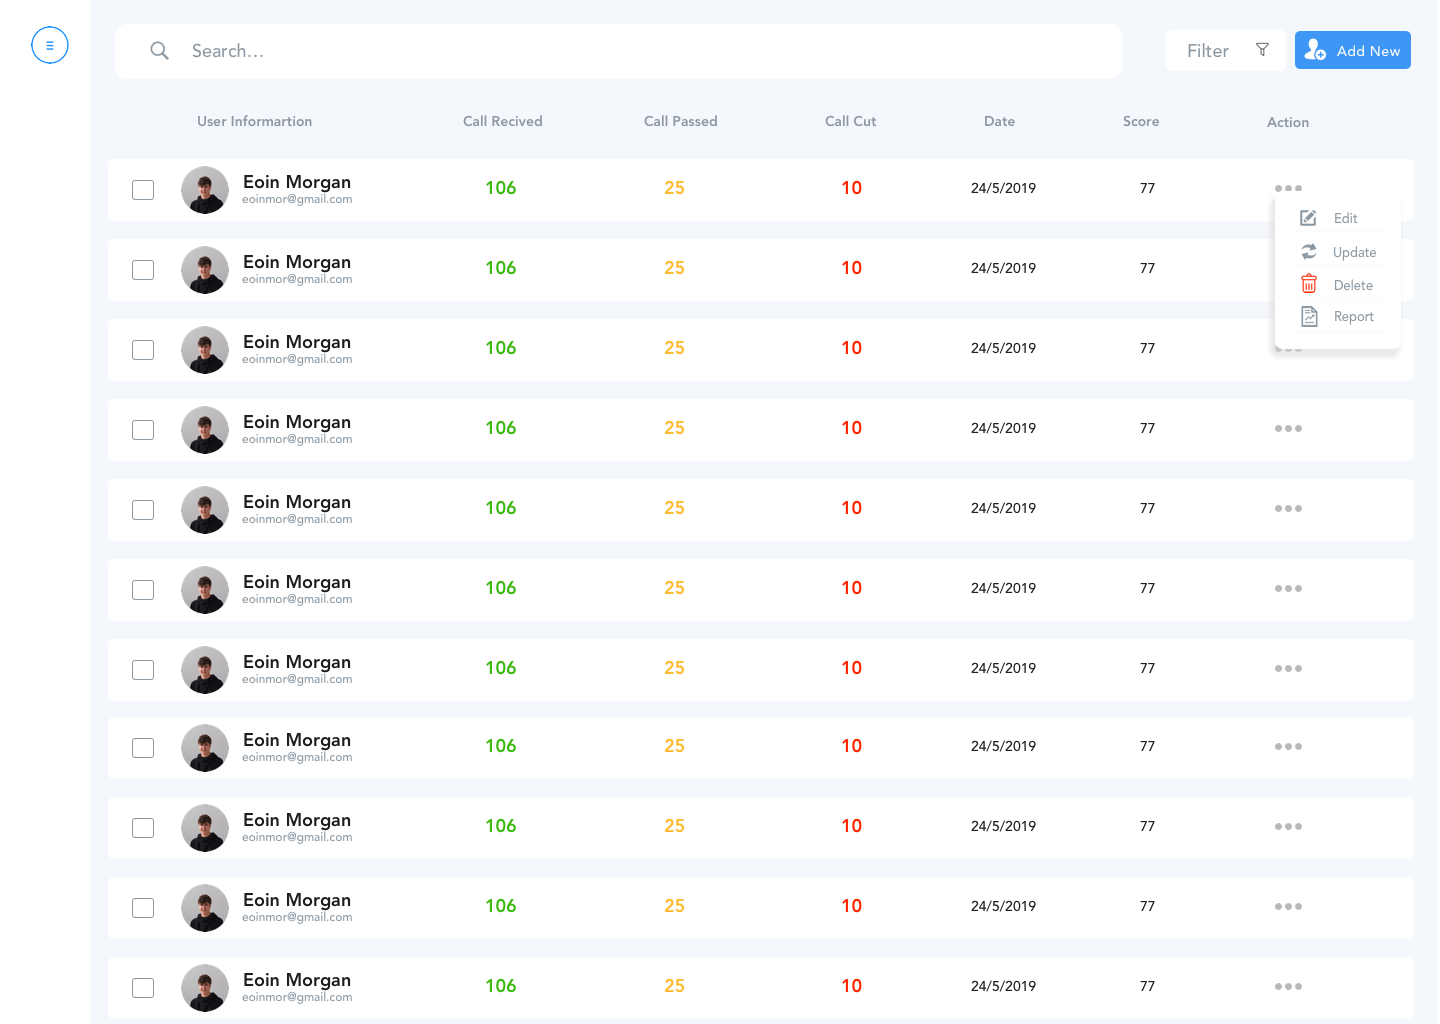 Search...
Filter
Add New
User Informartion Call Recived Call Passed Call Cut Date Score Action
Eoin Morgan 106 25 10 24/5/2019 77
eoinmor@gmail.com
Edit
Eoin Morgan 106 25 10 24/5/2019 77
eoinmor@gmail.com
Update
Delete
Report
Eoin Morgan 106 25 10 24/5/2019 77
eoinmor@gmail.com
Eoin Morgan 106 25 10 24/5/2019 77
eoinmor@gmail.com
Eoin Morgan 106 25 10 24/5/2019 77
eoinmor@gmail.com
Eoin Morgan 106 25 10 24/5/2019 77
eoinmor@gmail.com
Eoin Morgan 106 25 10 24/5/2019 77
eoinmor@gmail.com
Eoin Morgan 106 25 10 24/5/2019 77
eoinmor@gmail.com
Eoin Morgan 106 25 10 24/5/2019 77
eoinmor@gmail.com
Eoin Morgan 106 25 10 24/5/2019 77
eoinmor@gmail.com
Eoin Morgan 106 25 10 24/5/2019 77
eoinmor@gmail.com